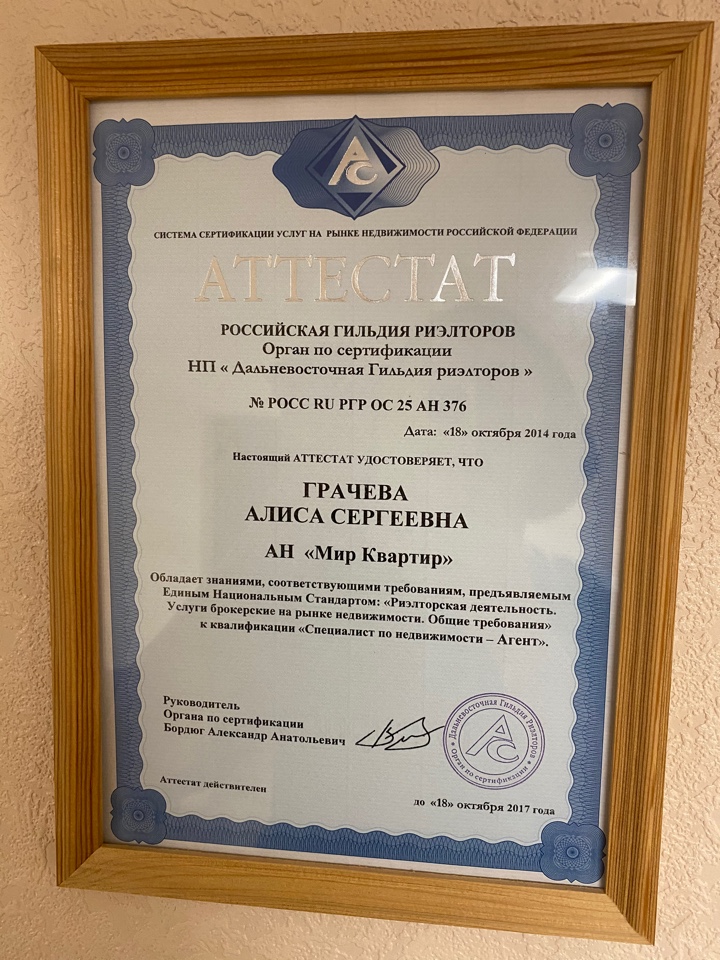 АС
СИСТЕМА СЕРТИФИКАЦИИ УСЛУГ НА РЫНКЕ НЕДВИЖИМОСТИ РОССИЙСКОЙ ФЕДЕРАЦИИ
АТТЕСТАТ
РОССИЙСКАЯ ГИЛЬДИЯ РИЭЛТОРОВ
Орган по сертификации
НП « Дальневосточная Гильдия риэлторов »
№ РОСС RU РГР ОС 25 АН 376
Дата: «18» октября 2014 года
Настоящий АТТЕСТАТ УДОСТОВЕРЯЕТ, ЧТО
ГРАЧЕВА
АЛИСА СЕРГЕЕВНА
АН «Мир Квартир»
Обладает знаниями, соответствующими требованиям, предъявляемым
Единым Национальным Стандартом: «Риэлторская деятельность.
Услуги брокерские на рынке недвижимости. Общие требования»
к квалификации «Специалист по недвижимости – Агент».
Руководитель
Органа по сертификации
Бордюг Александр Анатольевич
Дальневосточная Гильдия Риэлторов
АС
Орган по сертификации
Аттестат действителен
до «18» октября 2017 года